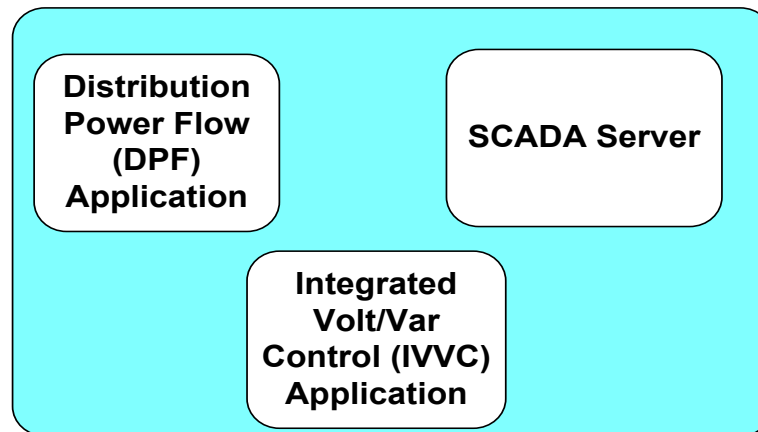 Distribution
Power Flow
(DPF)
Application
SCADA Server
Integrated
Volt/Var
Control (IVVC)
Application